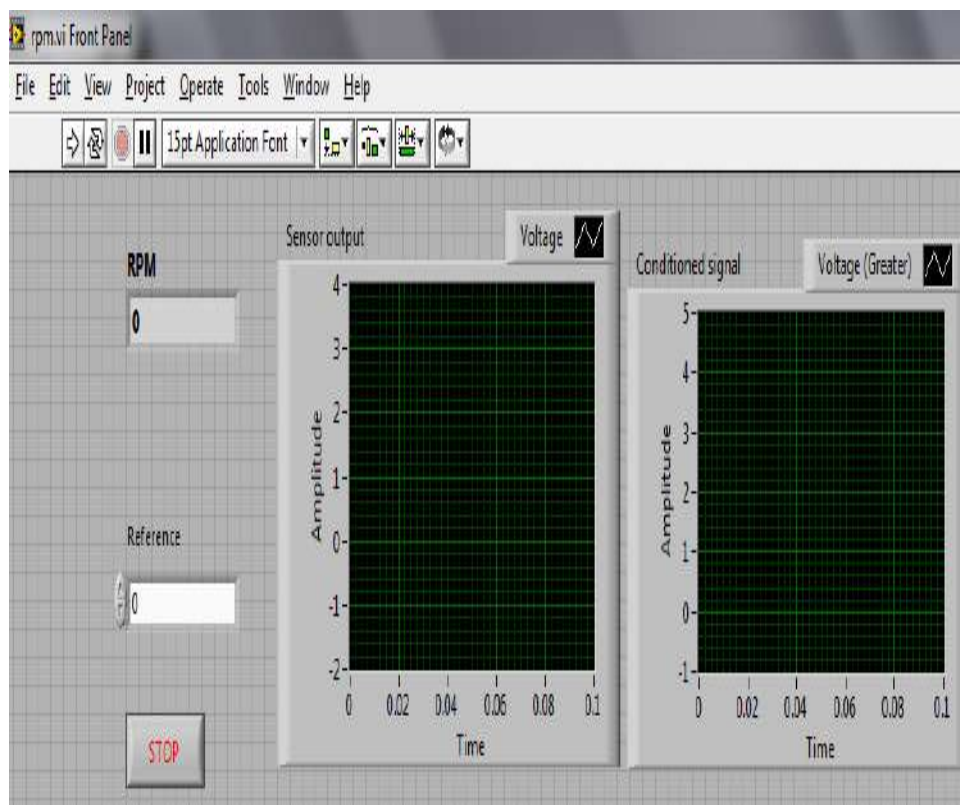 rpm.vi Front Panel
File Edit View Project Operate Tools Window Help
15pt Application Font
RPM
0
Reference
0
STOP
Sensor output
Voltage
4
3
2
1
0
-1
-2
Amplitude
0 0.02 0.04 0.06 0.08 0.1
Time
Conditioned signal
Voltage (Greater)
5
4
3
2
1
0
-1
Amplitude
0 0.02 0.04 0.06 0.08 0.1
Time